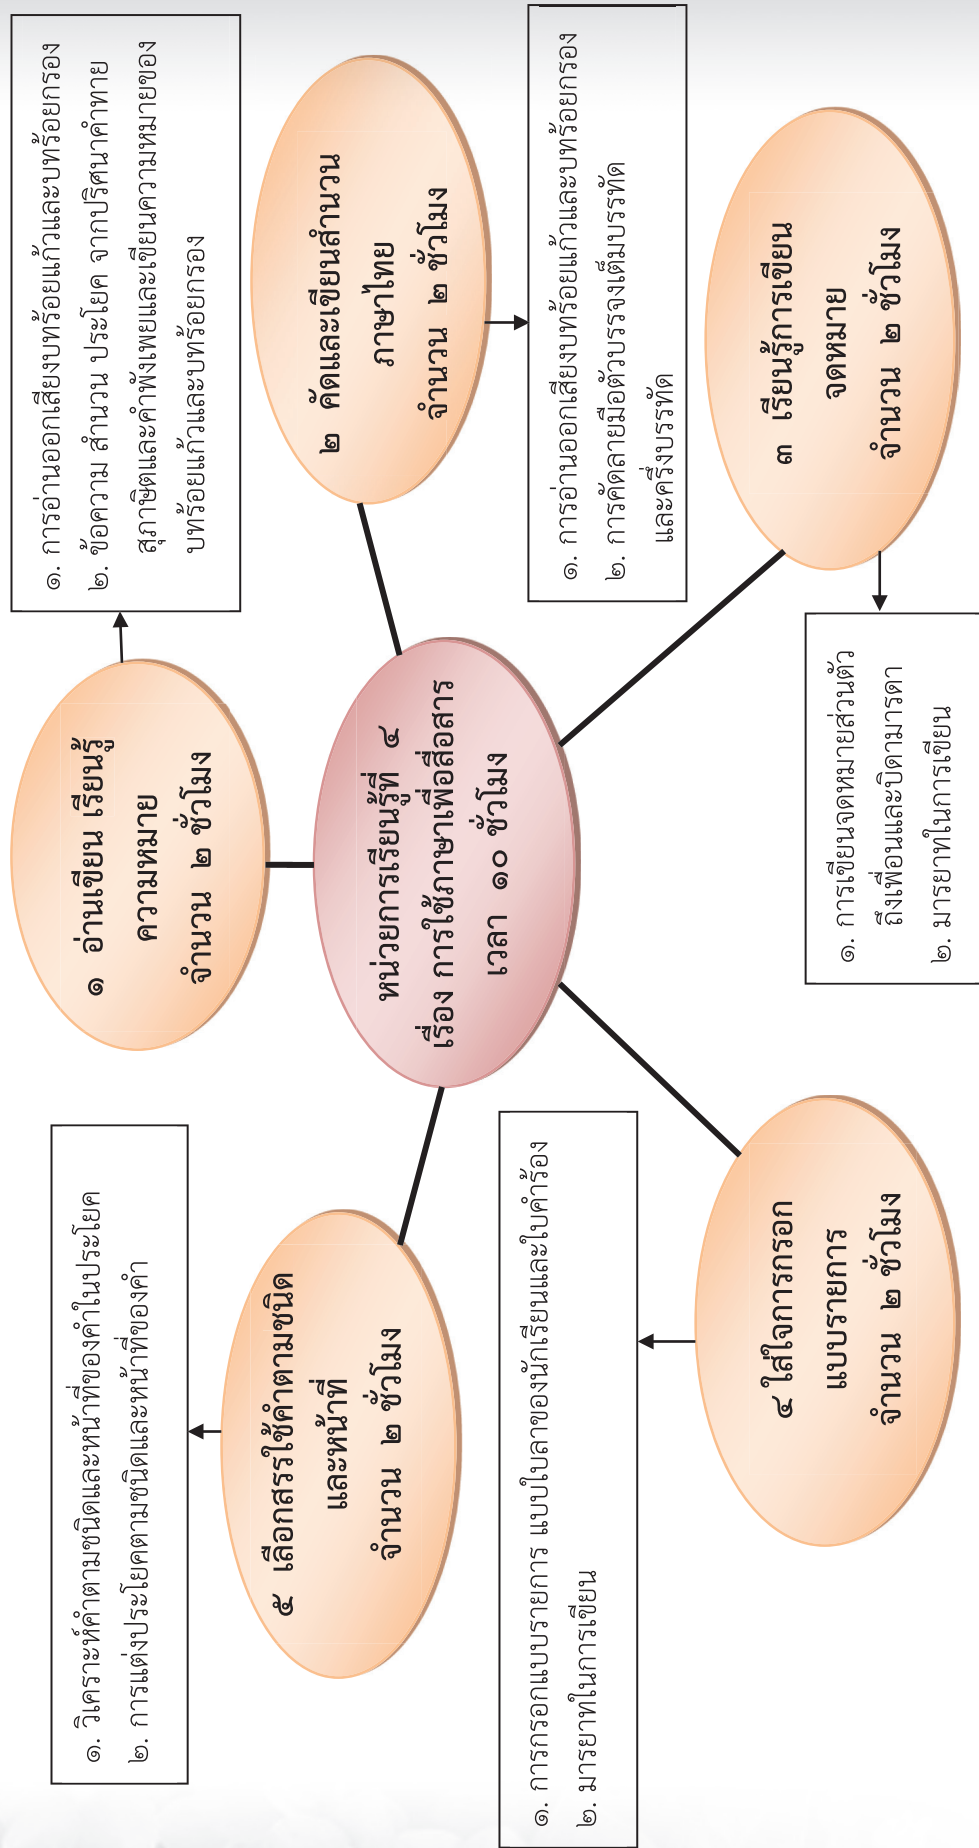 หน่วยการเรียนรู้ที่ ๔
เรื่อง การใช้ภาษาเพื่อสื่อสาร
เวลา ๑๐ ชั่วโมง
๑ อ่านเขียน เรียนรู้
ความหมาย
จำนวน ๒ ชั่วโมง
๑. การอ่านออกเสียงบทร้อยแก้วและบทร้อยกรอง
๒. ข้อความ สำนวน ประโยค จากปริศนาคำทาย
สุภาษิตและคำพังเพยและเขียนความหมายของ
บทร้อยแก้วและบทร้อยกรอง
๒ คัดและเขียนสำนวน
ภาษาไทย
จำนวน ๒ ชั่วโมง
๑. การอ่านออกเสียงบทร้อยแก้วและบทร้อยกรอง
๒. การคัดลายมือตัวบรรจงเต็มบรรทัด
และครึ่งบรรทัด
๓ เรียนรู้การเขียน
จดหมาย
จำนวน ๒ ชั่วโมง
๑. การเขียนจดหมายส่วนตัว
ถึงเพื่อนและบิดามารดา
๒. มารยาทในการเขียน
๔ ใส่ใจการกรอก
แบบรายการ
จำนวน ๒ ชั่วโมง
๑. การกรอกแบบรายการ แบบใบลาของนักเรียนและใบคำร้อง
๒. มารยาทในการเขียน
๕ เลือกสรรใช้คำตามชนิด
และหน้าที่
จำนวน ๒ ชั่วโมง
๑. วิเคราะห์คำตามชนิดและหน้าที่ของคำในประโยค
๒. การแต่งประโยคตามชนิดและหน้าที่ของคำ